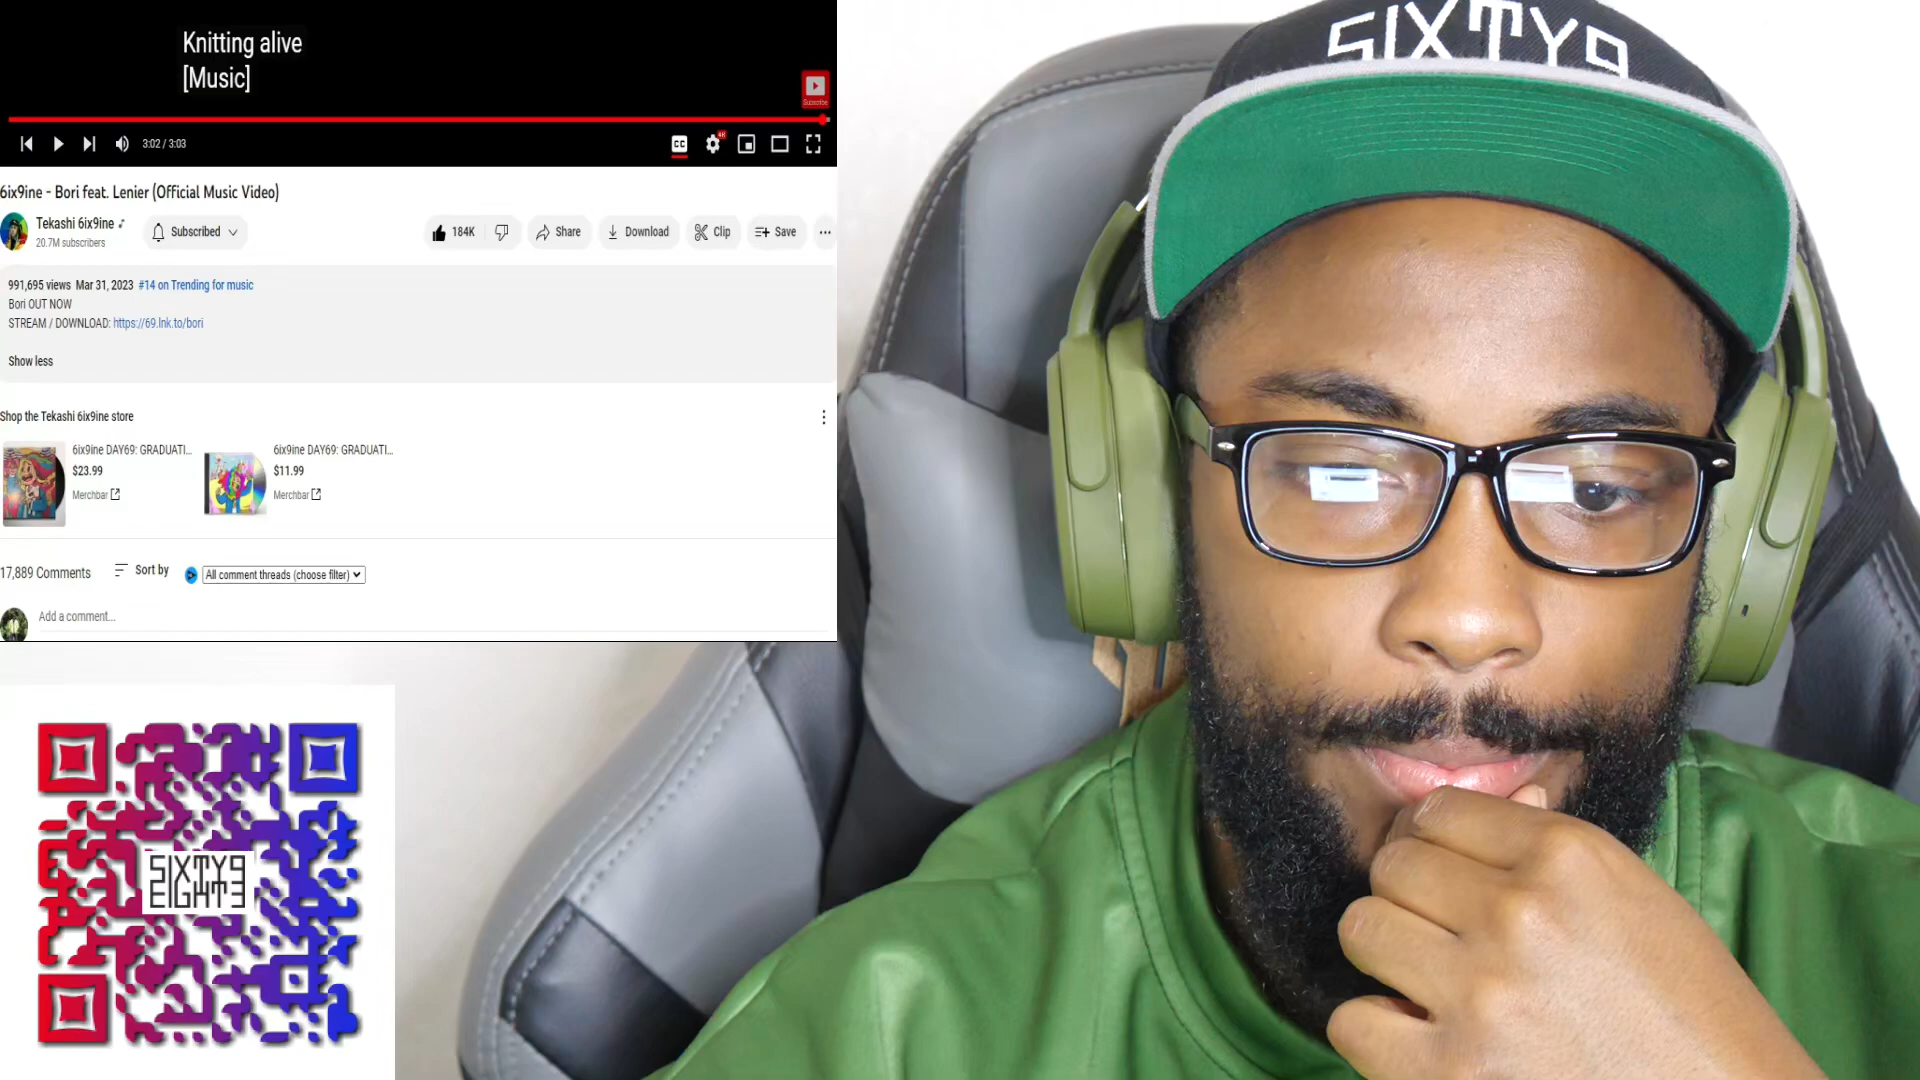 Knitting alive
[Music]
Subscribe
3:02 / 3:03
CC
4K
6ix9ine - Bori feat. Lenier (Official Music Video)
Tekashi 6ix9ine
20.7M subscribers
Subscribed
184K
Share
Download
Clip
Save
991,695 views Mar 31, 2023 #14 on Trending for music
Bori OUT NOW
STREAM / DOWNLOAD: https://69.lnk.to/bori
Show less
Shop the Tekashi 6ix9ine store
6ix9ine DAY69: GRADUATI...
$23.99
Merchbar
6ix9ine DAY69: GRADUATI...
$11.99
Merchbar
17,889 Comments
Sort by
All comment threads (choose filter)
Add a comment...
SIXTY9
EIGHT3
SIXTY9